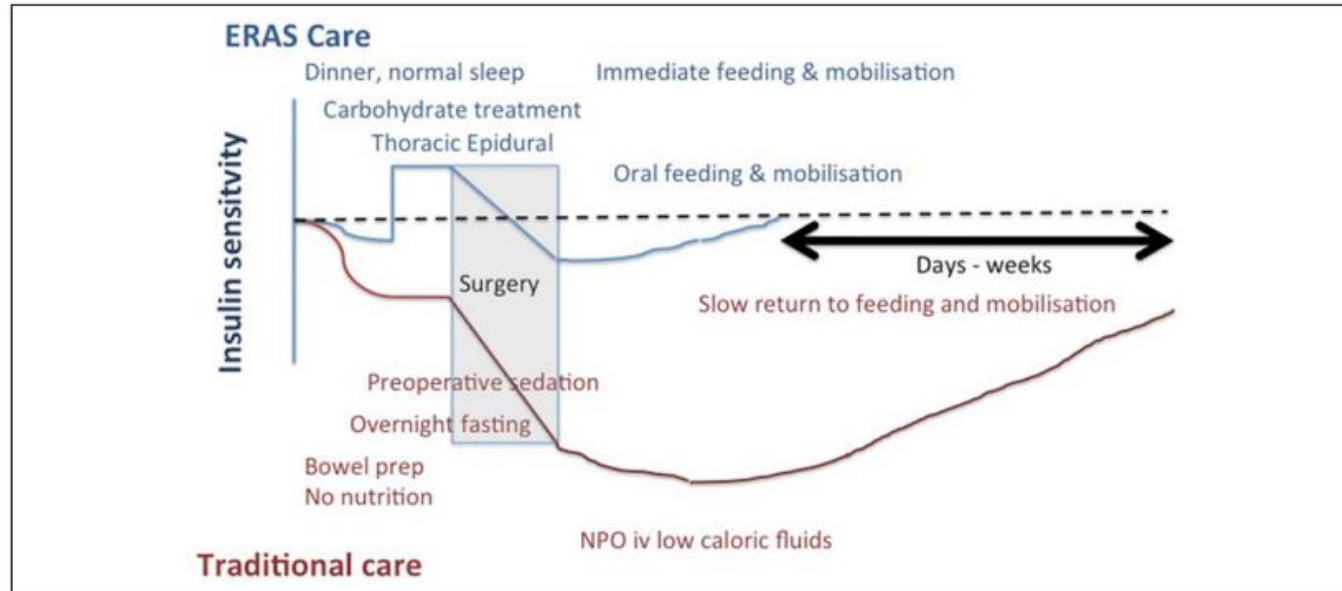 ERAS Care
Dinner, normal sleep
Immediate feeding & mobilisation
Carbohydrate treatment
Thoracic Epidural
Oral feeding & mobilisation
Insulin sensitvity
Days - weeks
Surgery
Slow return to feeding and mobilisation
Preoperative sedation
Overnight fasting
Bowel prep
No nutrition
NPO iv low caloric fluids
Traditional care